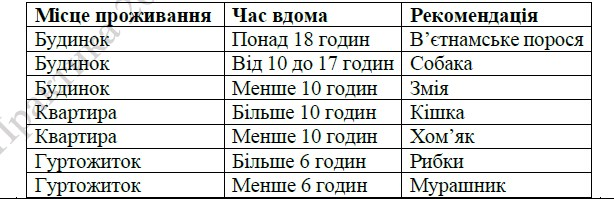 Місце проживання Час вдома Рекомендація
Будинок Понад 18 годин В’єтнамське порося
Будинок Від 10 до 17 годин Собака
Будинок Менше 10 годин Змія
Квартира Більше 10 годин Кішка
Квартира Менше 10 годин Хом’як
Гуртожиток Більше 6 годин Рибки
Гуртожиток Менше 6 годин Мурашник
Практика